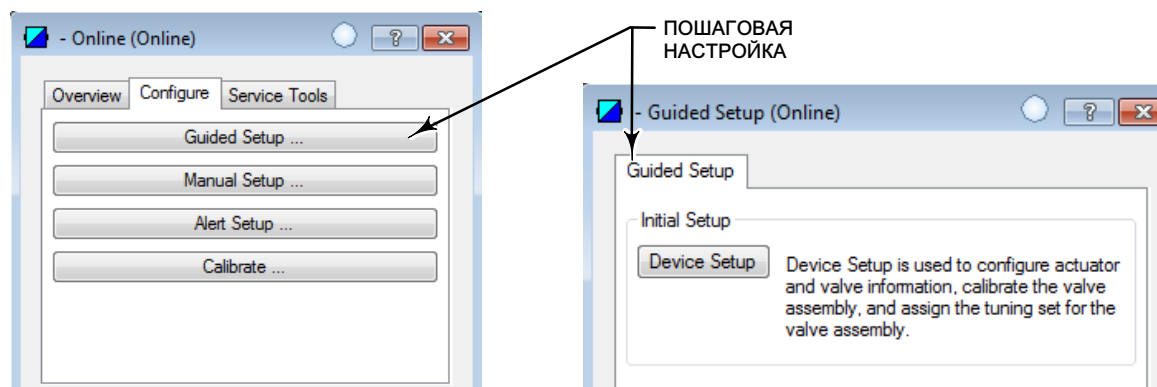 - Online (Online)
?
Overview Configure Service Tools
Guided Setup ...
Manual Setup ...
Alert Setup ...
Calibrate ...
ПОШАГОВАЯ
НАСТРОЙКА
- Guided Setup (Online)
?
Guided Setup
Initial Setup
Device Setup
Device Setup is used to configure actuator
and valve information, calibrate the valve
assembly, and assign the tuning set for the
valve assembly.